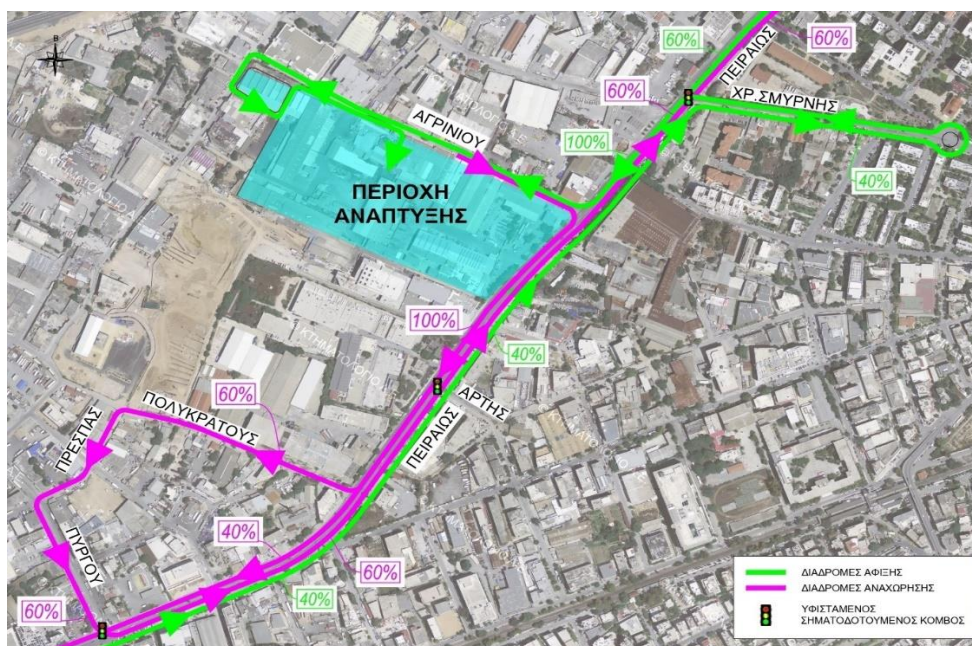 Β
60%
ΠΕΙΡΑΙΩΣ
60%
60%
ΧΡ.ΣΜΥΡΝΗΣ
ΑΓΡΙΝΙΟΥ
100%
40%
ΠΕΡΙΟΧΗ
ΑΝΑΠΤΥΞΗΣ
100%
40%
60%
ΑΡΤΗΣ
ΠΕΙΡΑΙΩΣ
ΠΟΛΥΚΡΑΤΟΥΣ
ΠΡΕΣΠΑΣ
ΠΥΡΓΟΥ
40%
60%
40%
60%
ΔΙΑΔΡΟΜΕΣ ΑΦΙΞΗΣ
ΔΙΑΔΡΟΜΕΣ ΑΝΑΧΩΡΗΣΗΣ
ΥΦΙΣΤΑΜΕΝΟΣ
ΣΗΜΑΤΟΔΟΤΟΥΜΕΝΟΣ ΚΟΜΒΟΣ